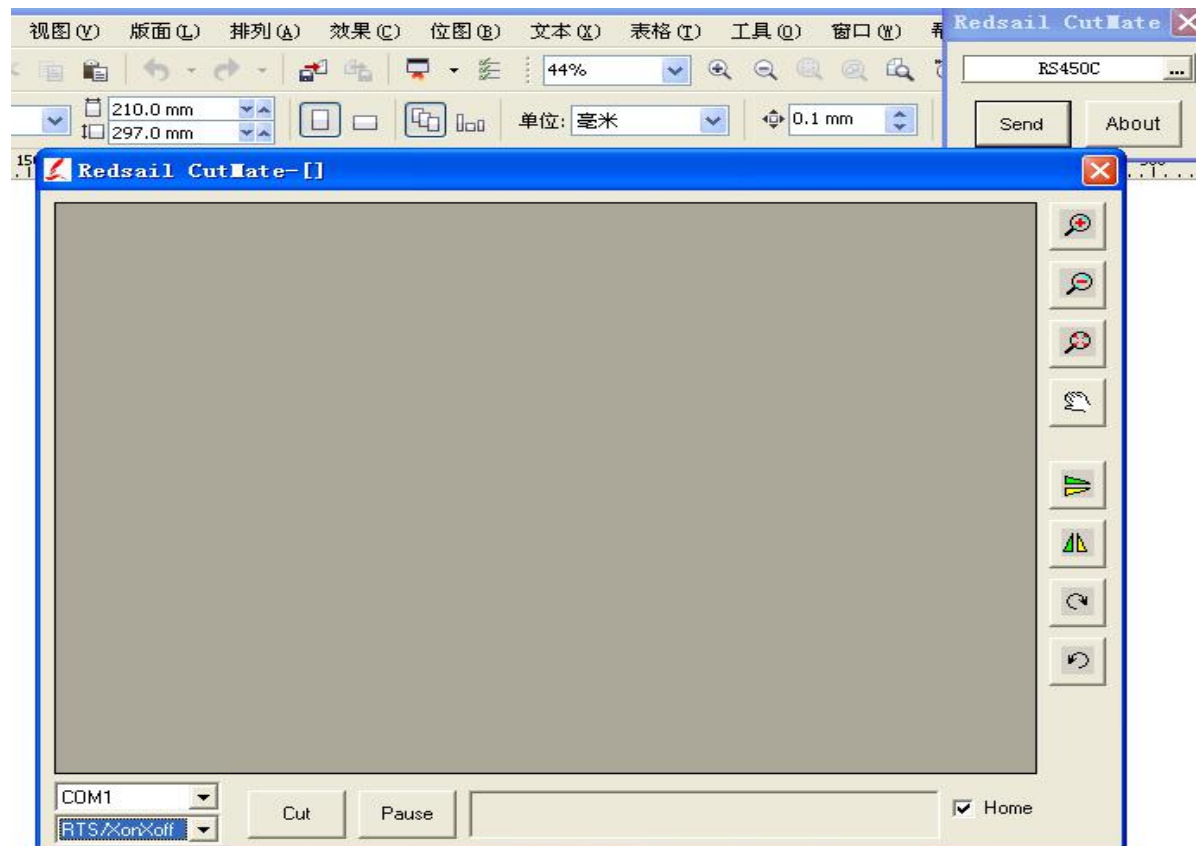 视图(V) 版面(L) 排列(A) 效果(C) 位图(B) 文本(X) 表格(T) 工具(O) 窗口(W)
Redsail CutMate
44%
RS450C ...
210.0 mm
297.0 mm
单位: 毫米
0.1 mm
Send
About
Redsail CutMate-[]
COM1
RTS/XonXoff
Cut
Pause
Home